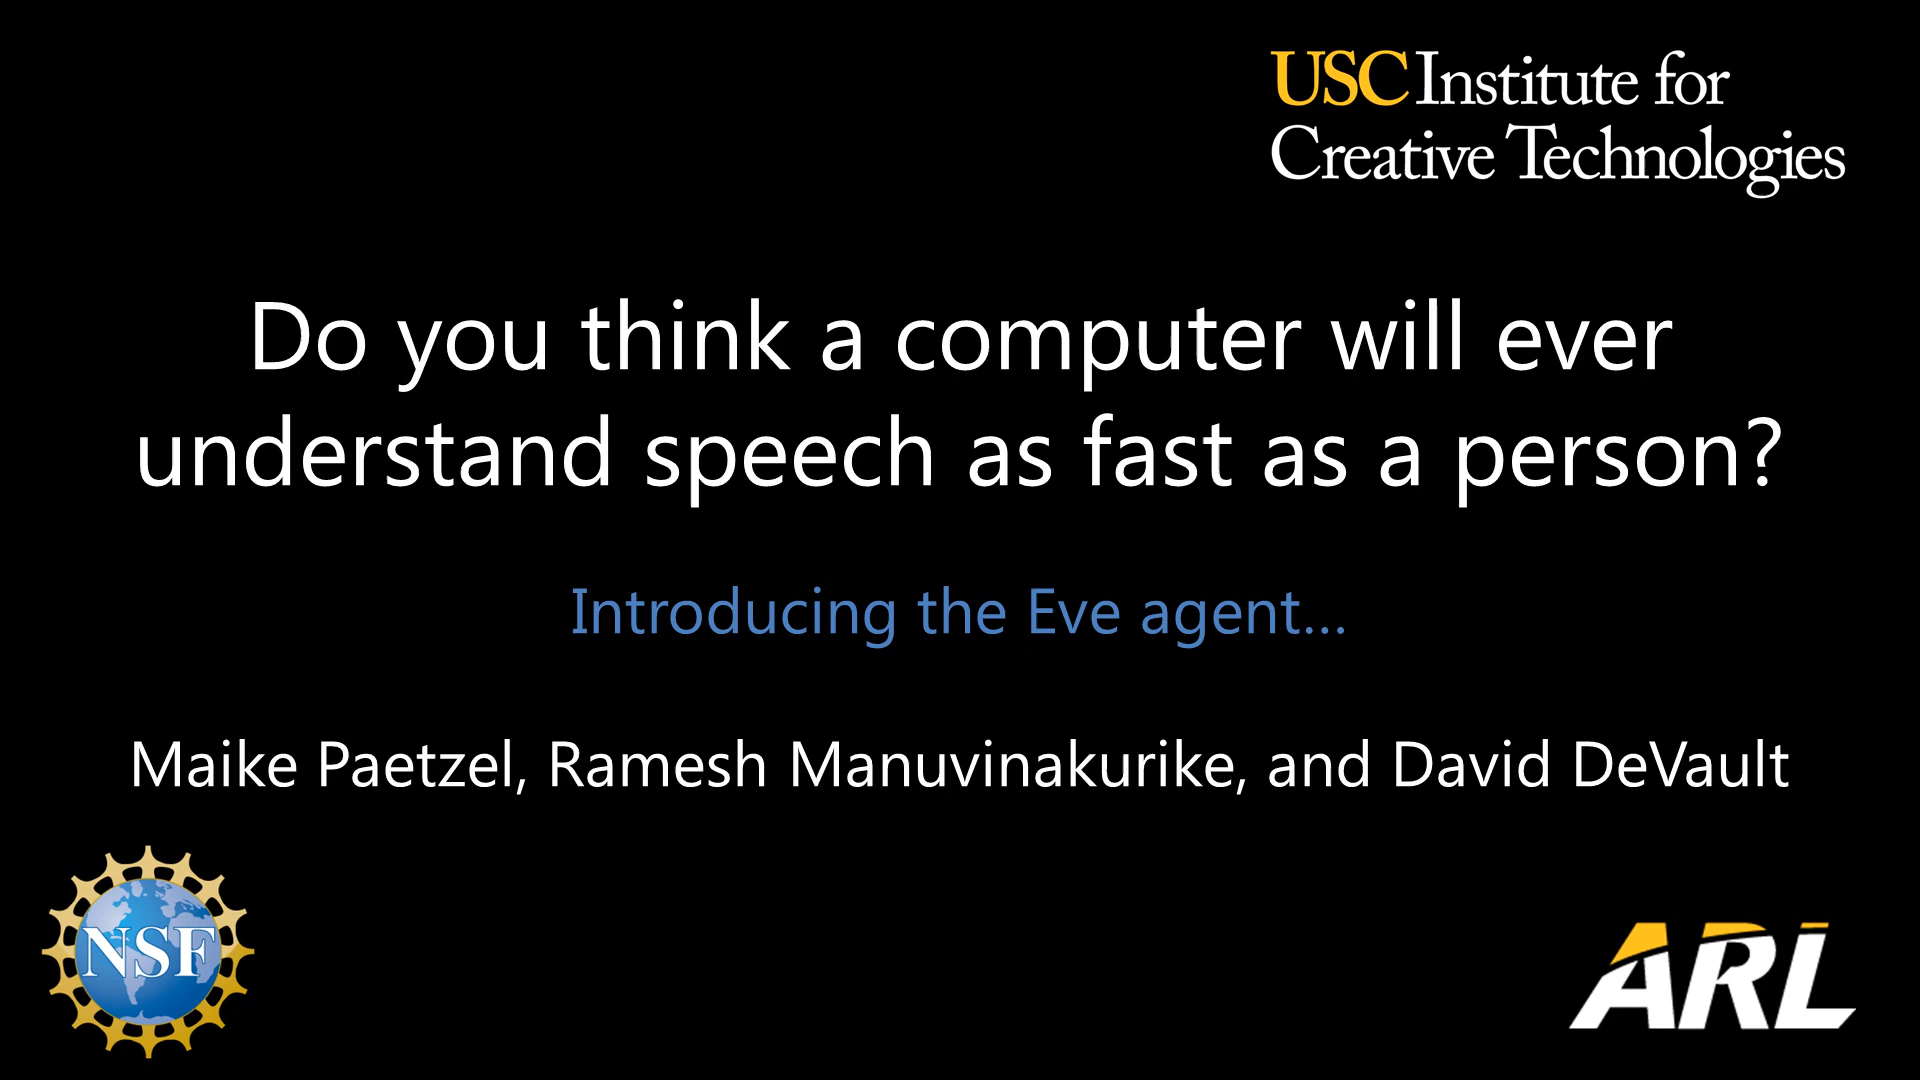 USC Institute for
Creative Technologies
Do you think a computer will ever
understand speech as fast as a person?
Introducing the Eve agent...
Maike Paetzel, Ramesh Manuvinakurike, and David DeVault
NSF
ARL